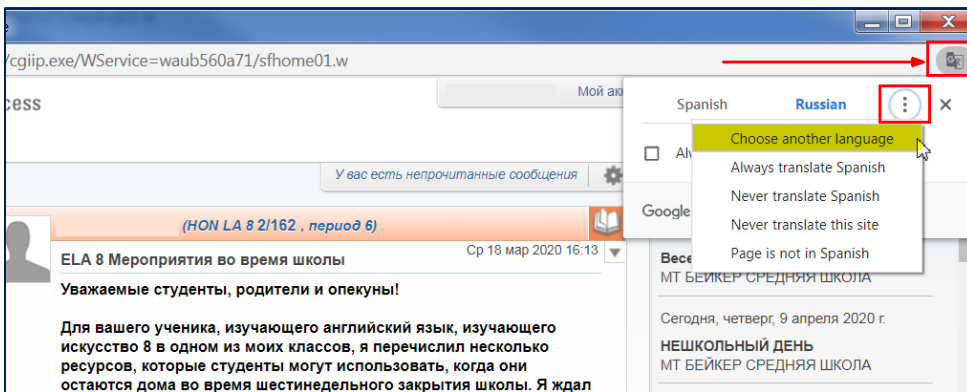 /cgiip.exe/WService=waub560a71/sfhome01.w
cess
Мой акк
Spanish Russian
Choose another language
Always translate Spanish
Never translate Spanish
Never translate this site
Page is not in Spanish
Google
У вас есть непрочитанные сообщения
(HON LA 8 2/162 , период 6)
ELA 8 Мероприятия во время школы
Ср 18 мар 2020 16:13
Уважаемые студенты, родители и опекуны!
Для вашего ученика, изучающего английский язык, изучающего
искусство 8 в одном из моих классов, я перечислил несколько
ресурсов, которые студенты могут использовать, когда они
остаются дома во время шестинедельного закрытия школы. Я ждал
Весе
МТ БЕЙКЕР СРЕДНЯЯ ШКОЛА
Сегодня, четверг, 9 апреля 2020 г.
НЕШКОЛЬНЫЙ ДЕНЬ
МТ БЕЙКЕР СРЕДНЯЯ ШКОЛА